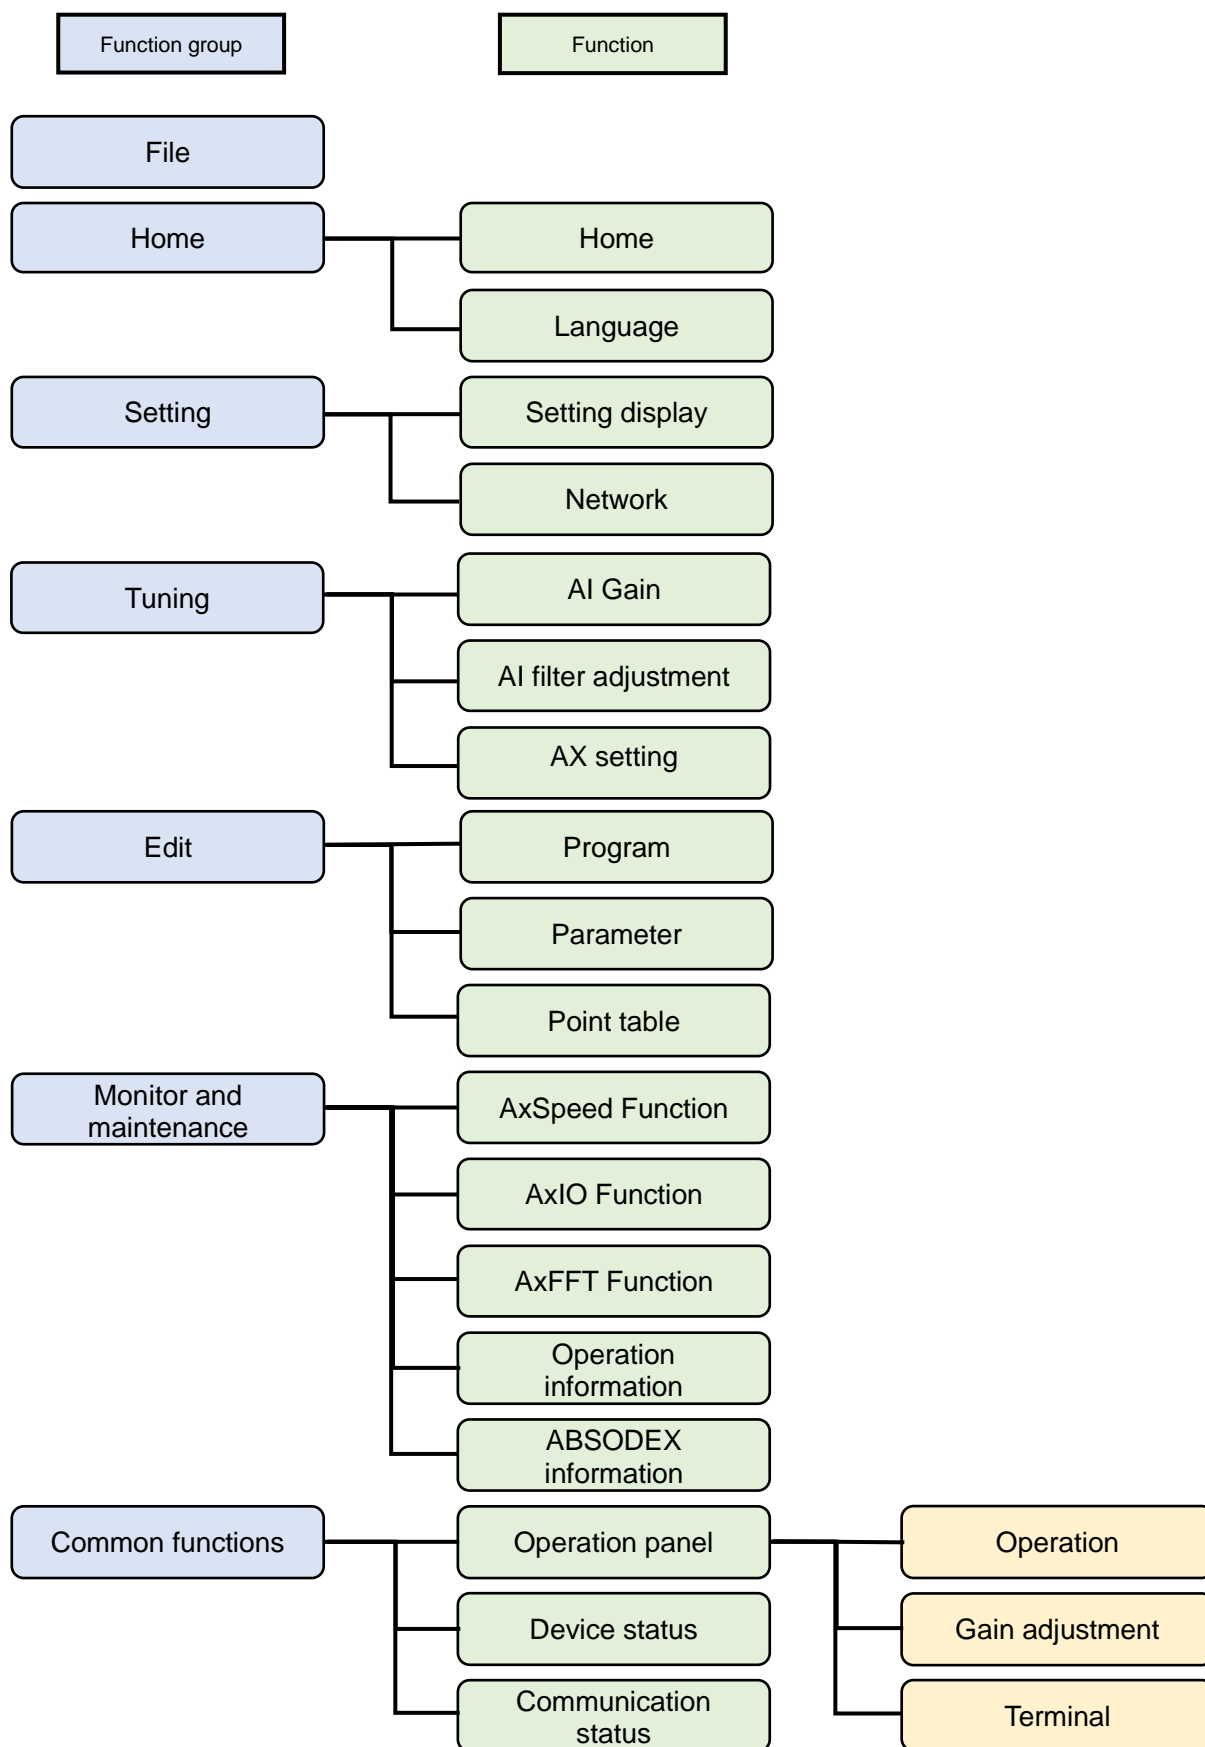 Function group
Function
File
Home
Home
Language
Setting
Setting display
Network
Tuning
AI Gain
AI filter adjustment
AX setting
Edit
Program
Parameter
Point table
Monitor and
maintenance
AxSpeed Function
AxIO Function
AxFFT Function
Operation
information
ABSODEX
information
Common functions
Operation panel
Operation
Device status
Gain adjustment
Communication
status
Terminal